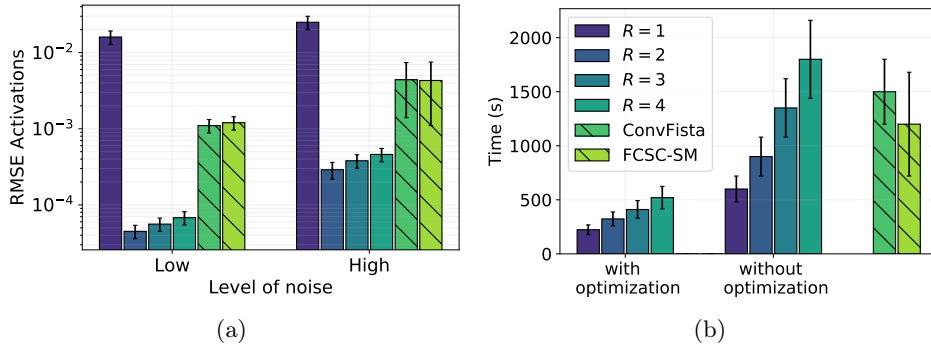 RMSE Activations
10⁻²
10⁻³
10⁻⁴
Low
High
Level of noise
(a)
Time (s)
2000
1500
1000
500
0
R = 1
R = 2
R = 3
R = 4
ConvFista
FCSC-SM
with
optimization
without
optimization
(b)